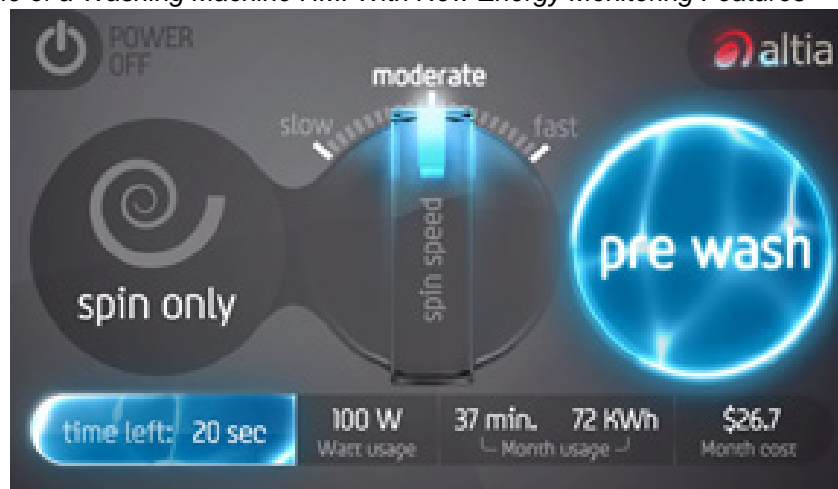 of a Washing Machine HMI With New Energy Monitoring Features
POWER
OFF
altia
moderate
slow
fast
spin speed
spin only
pre wash
time left: 20 sec
100 W
Watt usage
37 min. 72 KWh
Month usage
$26.7
Month cost